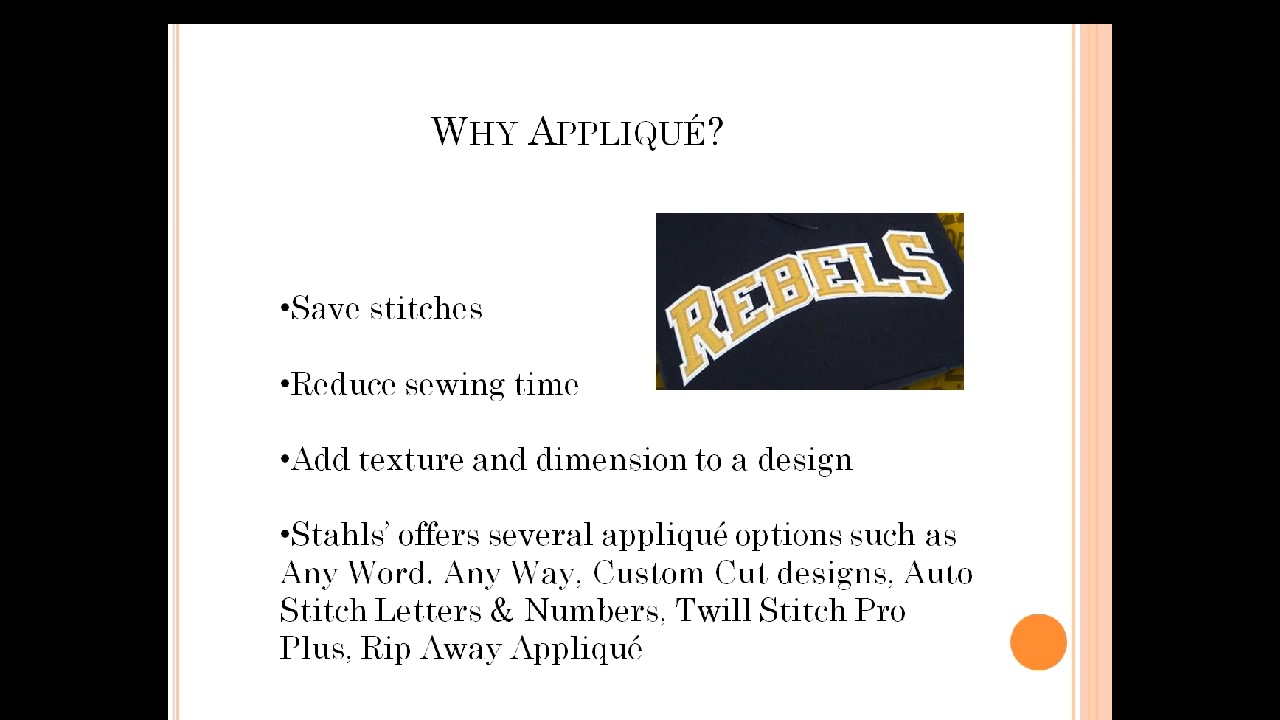 WHY APPLIQUÉ?
REBELS
•Save stitches
•Reduce sewing time
•Add texture and dimension to a design
•Stahls’ offers several appliqué options such as
Any Word. Any Way, Custom Cut designs, Auto
Stitch Letters & Numbers, Twill Stitch Pro
Plus, Rip Away Appliqué